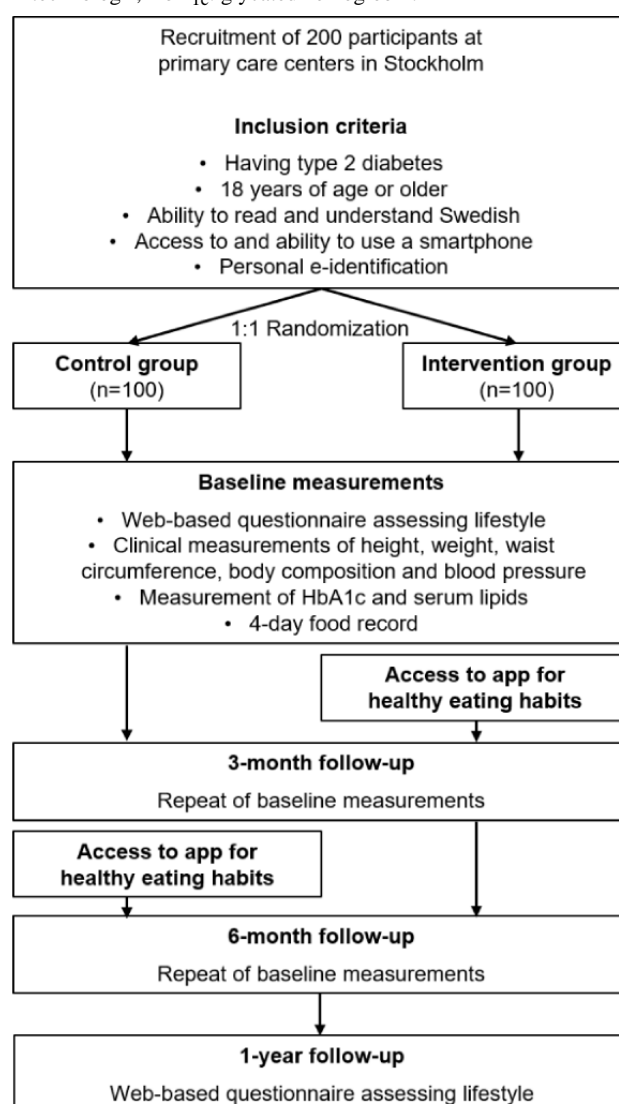 Recruitment of 200 participants at
primary care centers in Stockholm
Inclusion criteria
• Having type 2 diabetes
• 18 years of age or older
• Ability to read and understand Swedish
• Access to and ability to use a smartphone
• Personal e-identification
1:1 Randomization
Control group
(n=100)
Intervention group
(n=100)
Baseline measurements
• Web-based questionnaire assessing lifestyle
• Clinical measurements of height, weight, waist
circumference, body composition and blood pressure
• Measurement of HbA1c and serum lipids
• 4-day food record
Access to app for
healthy eating habits
3-month follow-up
Repeat of baseline measurements
Access to app for
healthy eating habits
6-month follow-up
Repeat of baseline measurements
1-year follow-up
Web-based questionnaire assessing lifestyle